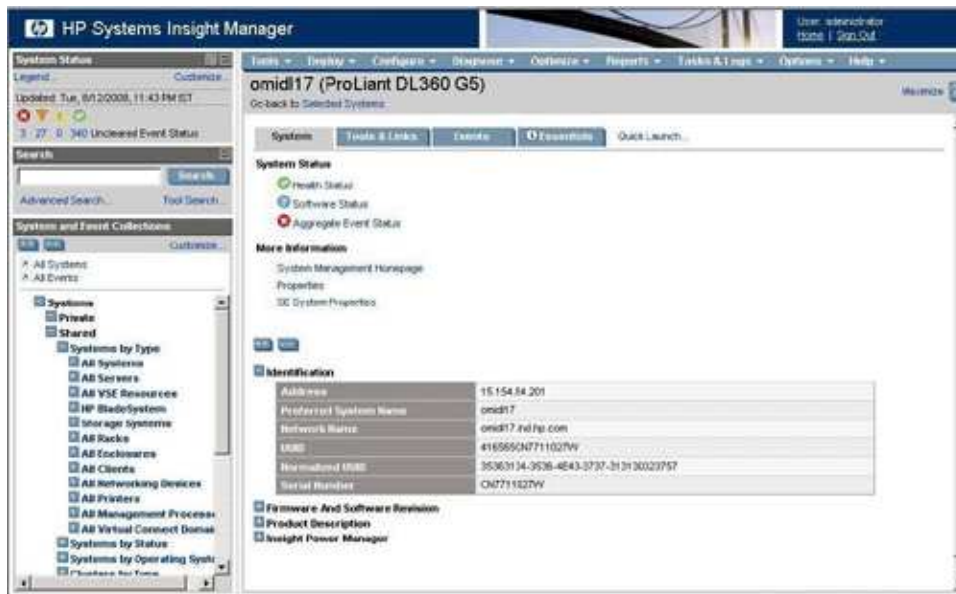 HP Systems Insight Manager
User: administrator
Home | Sign Out
System Status
Legend... Customize...
Updated: Tue, 8/12/2008, 11:43 PM IST
3 27 0 340 Uncleared Event Status
Search
Search
Advanced Search... Tool Search...
System and Event Collections
Customize...
All Systems
All Events
Systems
Private
Shared
Systems by Type
All Systems
All Servers
All VSE Resources
HP BladeSystem
Storage Systems
All Racks
All Enclosures
All Clients
All Networking Devices
All Printers
All Management Process
All Virtual Connect Domai
Systems by Status
Systems by Operating Syste
Clusters by Type
Tools Deploy Configure Diagnose Optimize Reports Tasks & Logs Options Help
omidl17 (ProLiant DL360 G5)
Go back to Selected Systems
Maximize
System Tools & Links Events Essentials Quick Launch...
System Status
Health Status
Software Status
Aggregate Event Status
More Information
System Management Homepage
Properties
System Properties
Identification
Address 15.154.84.201
Preferred System Name omidl17
Network Name omidl17.ind.hp.com
UUID 416565CN7711027W
Normalized UUID
Serial Number CN7711027W
Firmware And Software Revision
Product Description
Insight Power Manager